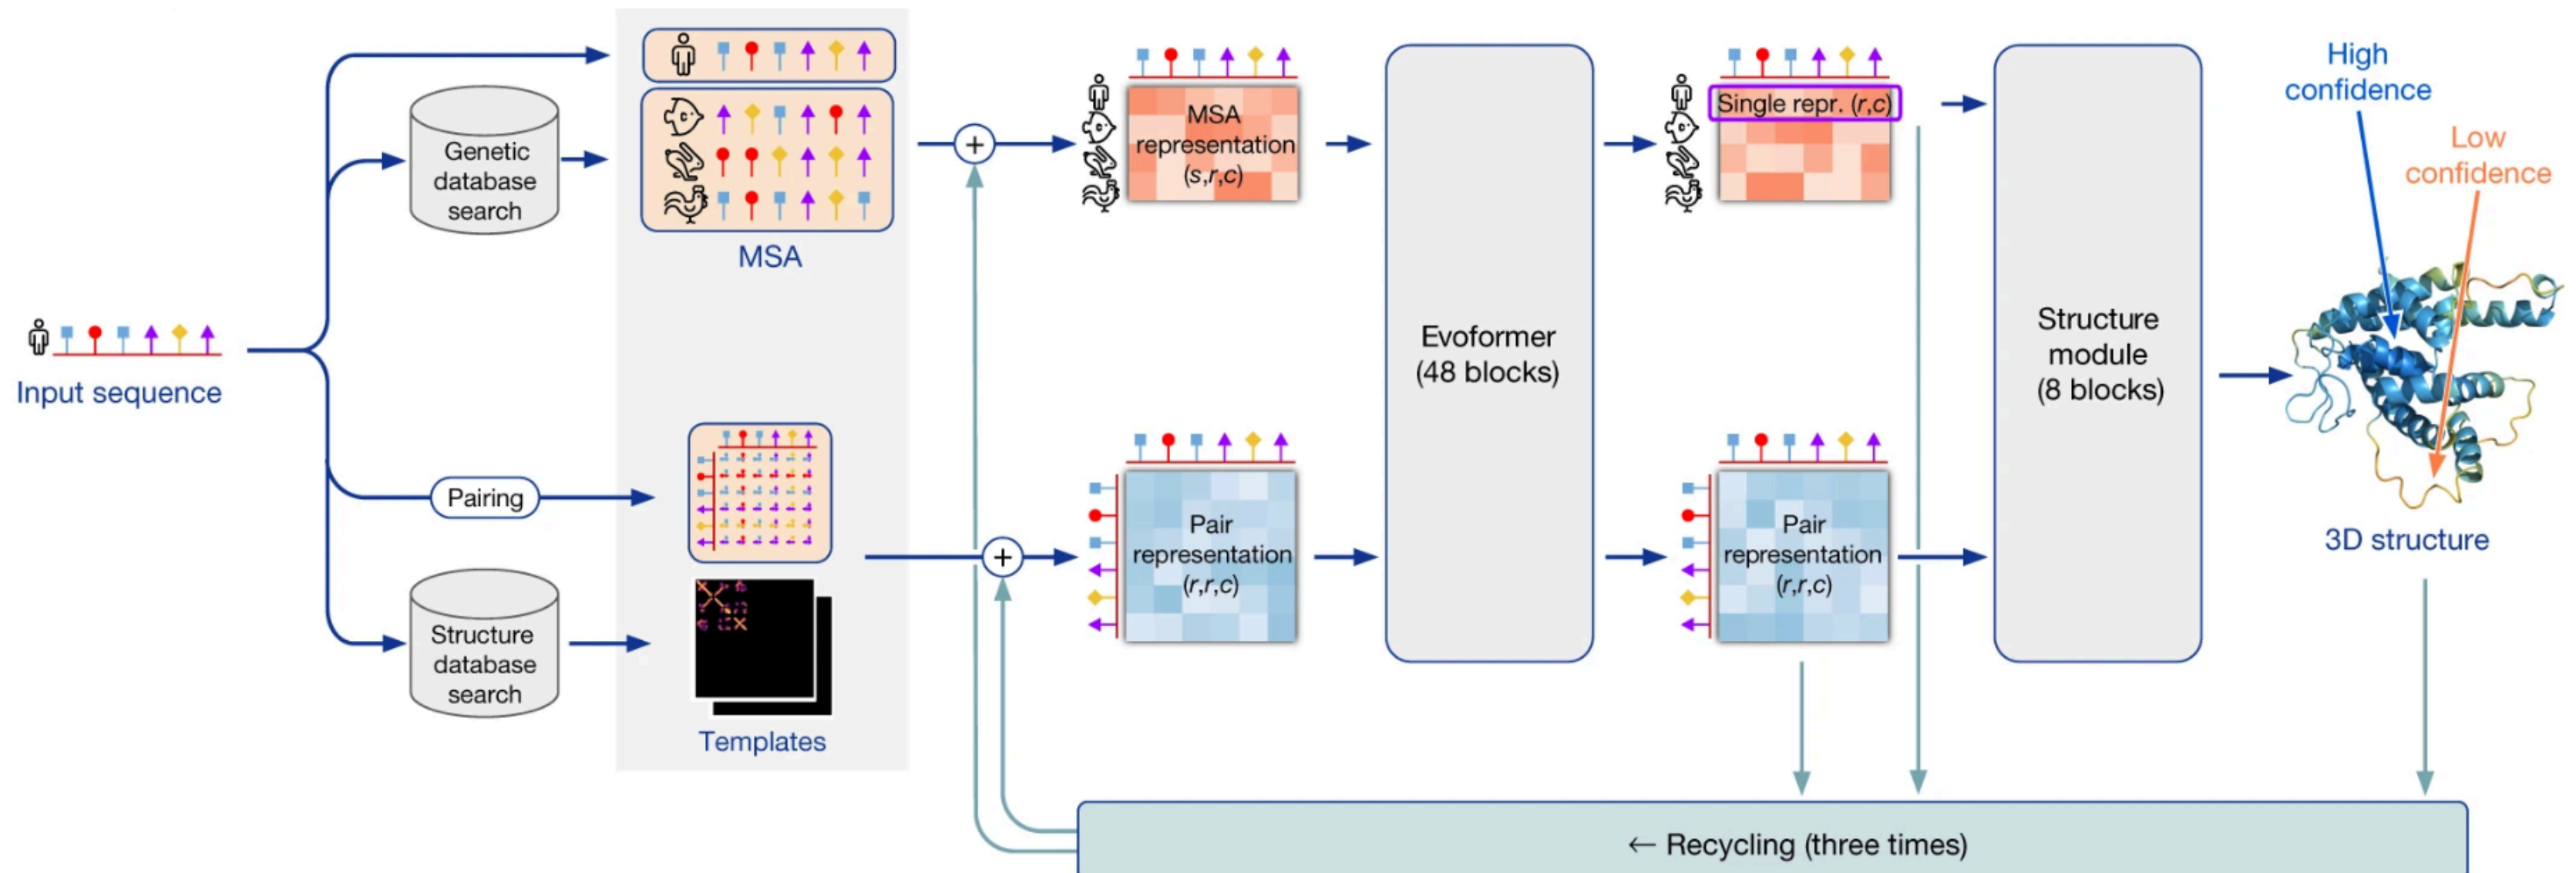 Input sequence
Genetic
database
search
Pairing
Structure
database
search
MSA
Templates
+
+
MSA
representation
(s,r,c)
Pair
representation
(r,r,c)
Evoformer
(48 blocks)
Single repr. (r,c)
Pair
representation
(r,r,c)
Structure
module
(8 blocks)
High
confidence
Low
confidence
3D structure
← Recycling (three times)